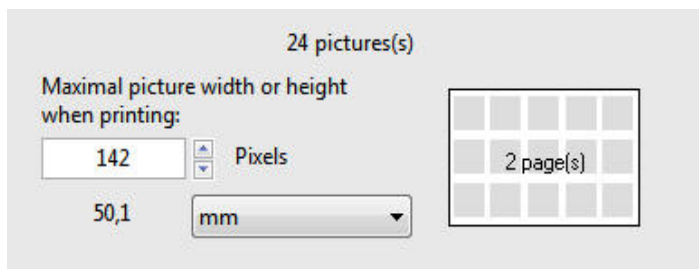 24 pictures(s)
Maximal picture width or height
when printing:
142 Pixels
2 page(s)
50,1 mm